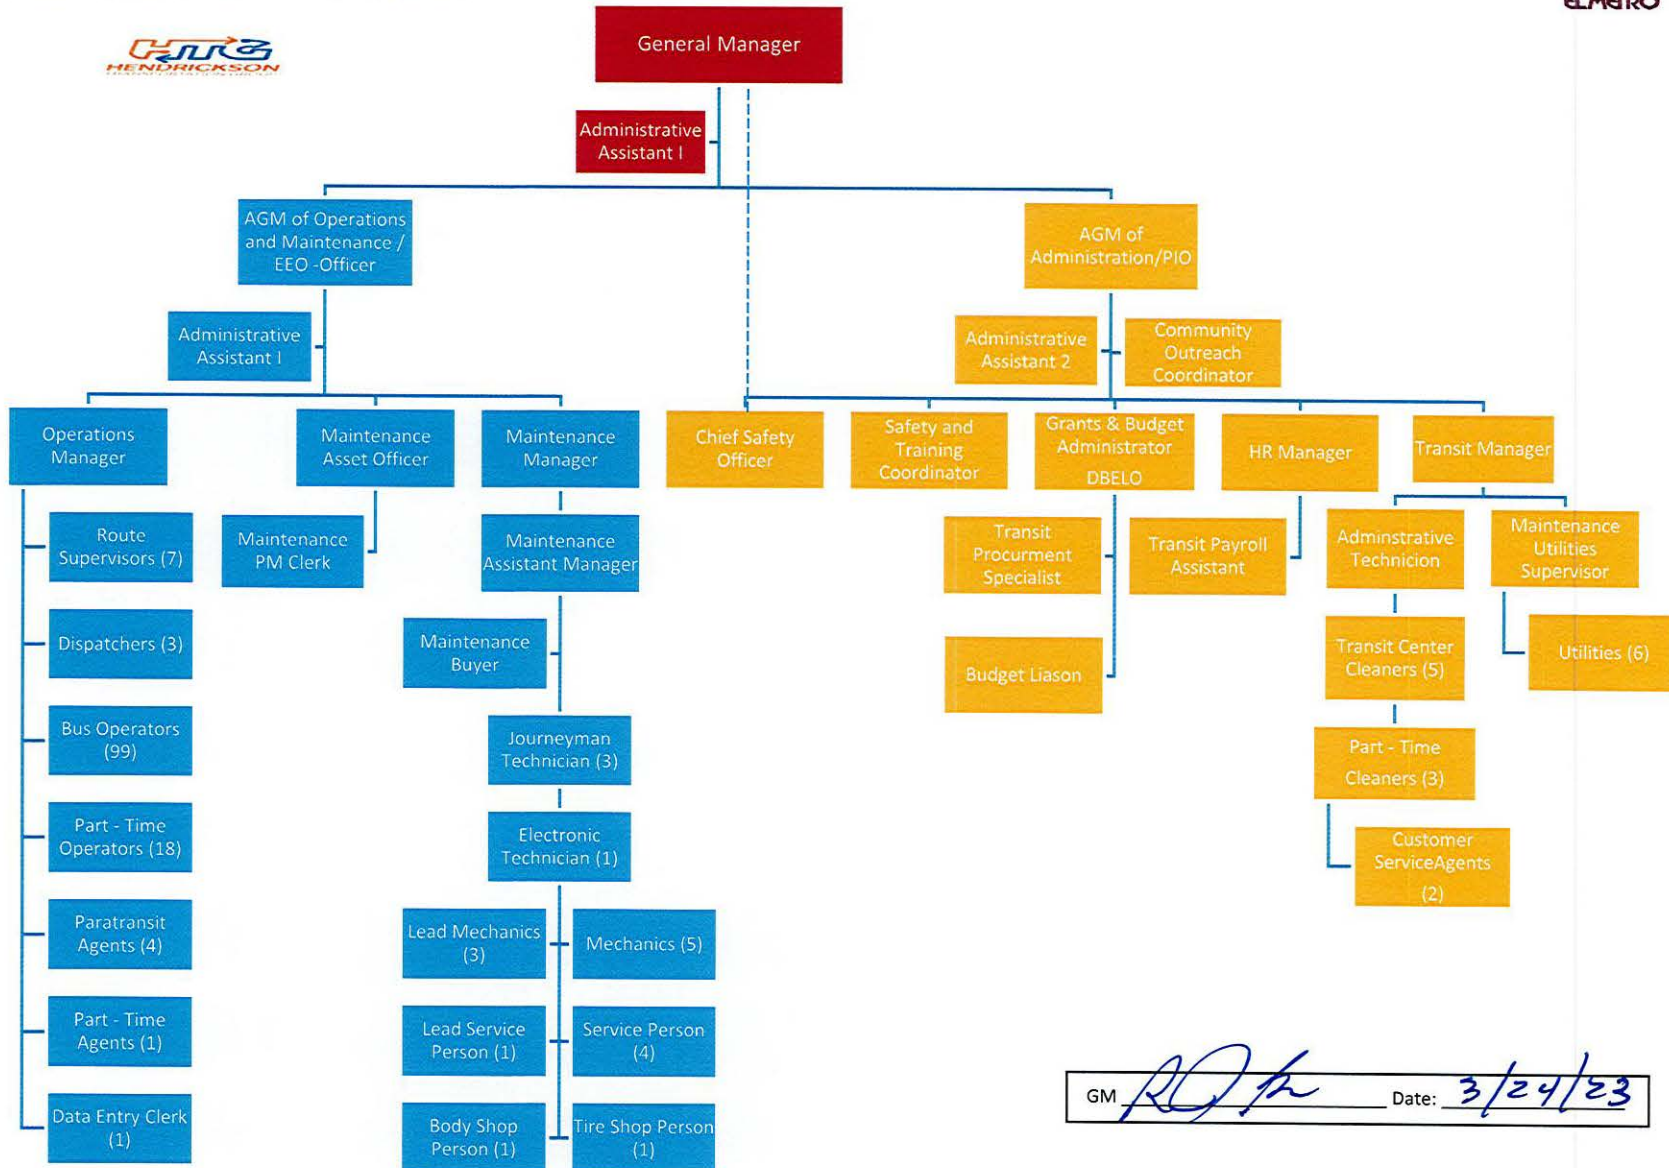 ELMETRO
HTG
HENDRICKSON
TRANSPORTATION GROUP
General Manager
Administrative
Assistant I
AGM of Operations
and Maintenance /
EEO -Officer
AGM of
Administration/PIO
Administrative
Assistant I
Administrative
Assistant 2
Community
Outreach
Coordinator
Operations
Manager
Maintenance
Asset Officer
Maintenance
Manager
Chief Safety
Officer
Safety and
Training
Coordinator
Grants & Budget
Administrator
DBELO
HR Manager
Transit Manager
Route
Supervisors (7)
Maintenance
PM Clerk
Maintenance
Assistant Manager
Transit
Procurment
Specialist
Transit Payroll
Assistant
Adminstrative
Technicion
Maintenance
Utilities
Supervisor
Dispatchers (3)
Maintenance
Buyer
Budget Liason
Transit Center
Cleaners (5)
Utilities (6)
Bus Operators
(99)
Journeyman
Technician (3)
Part - Time
Cleaners (3)
Part - Time
Operators (18)
Electronic
Technician (1)
Customer
ServiceAgents
(2)
Paratransit
Agents (4)
Lead Mechanics
(3)
Mechanics (5)
Part - Time
Agents (1)
Lead Service
Person (1)
Service Person
(4)
Data Entry Clerk
(1)
Body Shop
Person (1)
Tire Shop Person
(1)
GM Date: 3/24/23